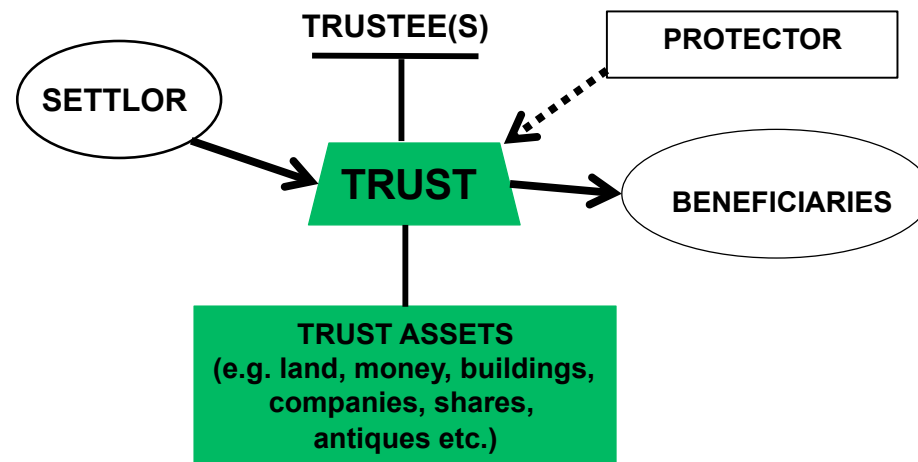 TRUSTEE(S)
PROTECTOR
SETTLOR
TRUST
BENEFICIARIES
TRUST ASSETS
(e.g. land, money, buildings,
companies, shares,
antiques etc.)